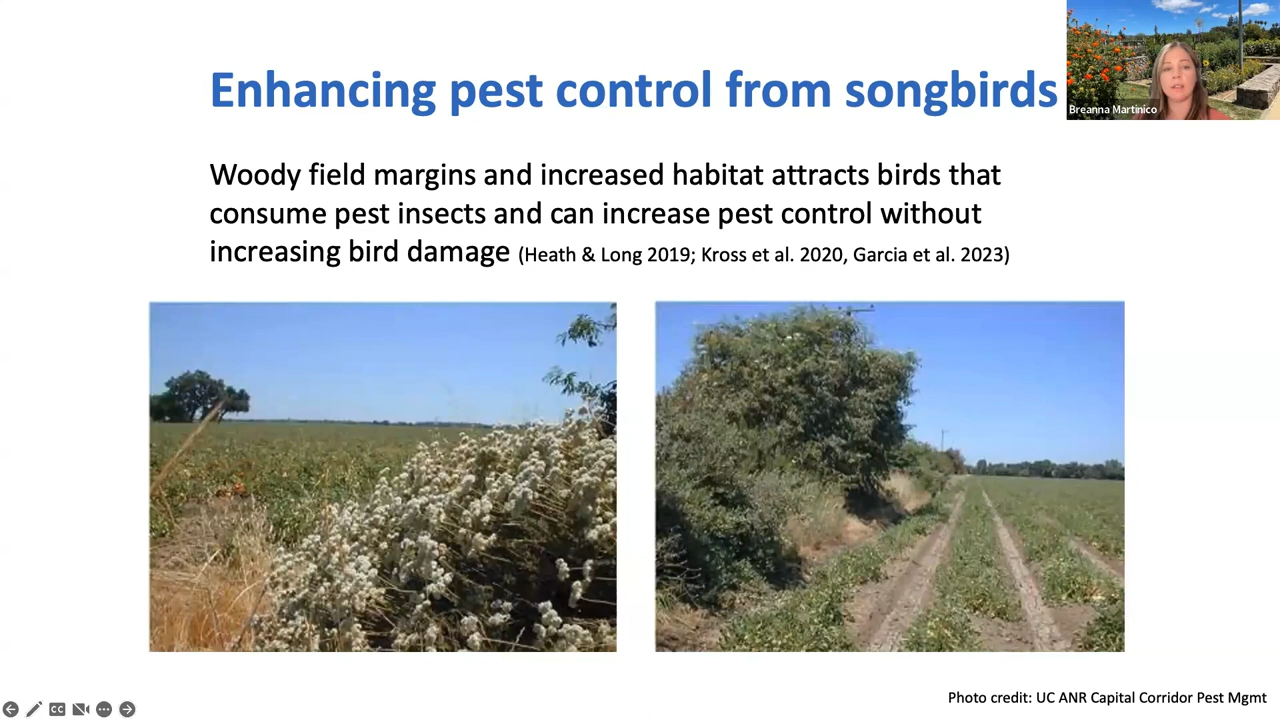 Enhancing pest control from songbirds
Breanna Martinico
Woody field margins and increased habitat attracts birds that
consume pest insects and can increase pest control without
increasing bird damage (Heath & Long 2019; Kross et al. 2020, Garcia et al. 2023)
Photo credit: UC ANR Capital Corridor Pest Mgmt
CC